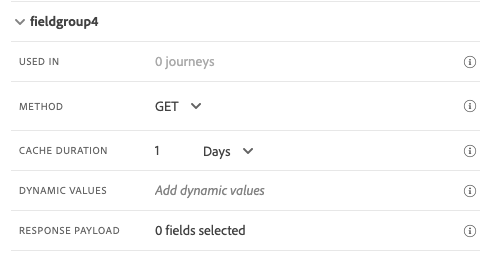 fieldgroup4
USED IN 0 journeys
METHOD GET
CACHE DURATION 1 Days
DYNAMIC VALUES Add dynamic values
RESPONSE PAYLOAD 0 fields selected